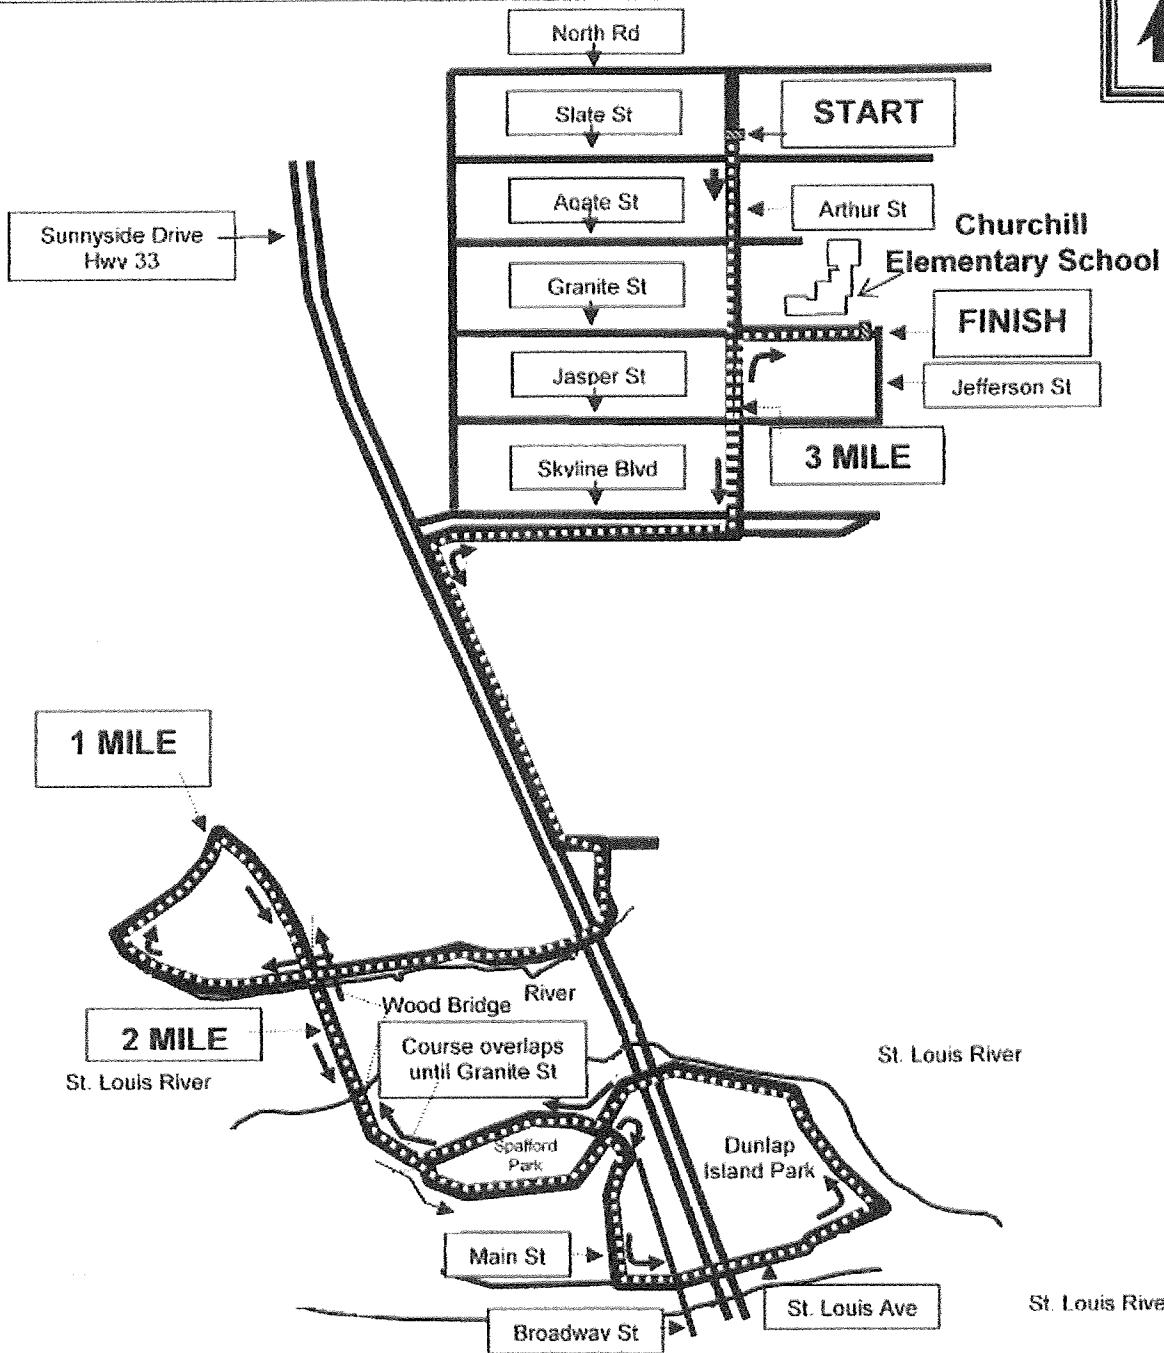 North Rd
Slate St
START
Agate St
Arthur St
Sunnyside Drive
Hwy 33
Churchill
Elementary School
Granite St
FINISH
Jasper St
Jefferson St
3 MILE
Skyline Blvd
1 MILE
River
Wood Bridge
2 MILE
Course overlaps
until Granite St
St. Louis River
St. Louis River
Spafford
Park
Dunlap
Island Park
Main St
St. Louis Ave
St. Louis Rive
Broadway St